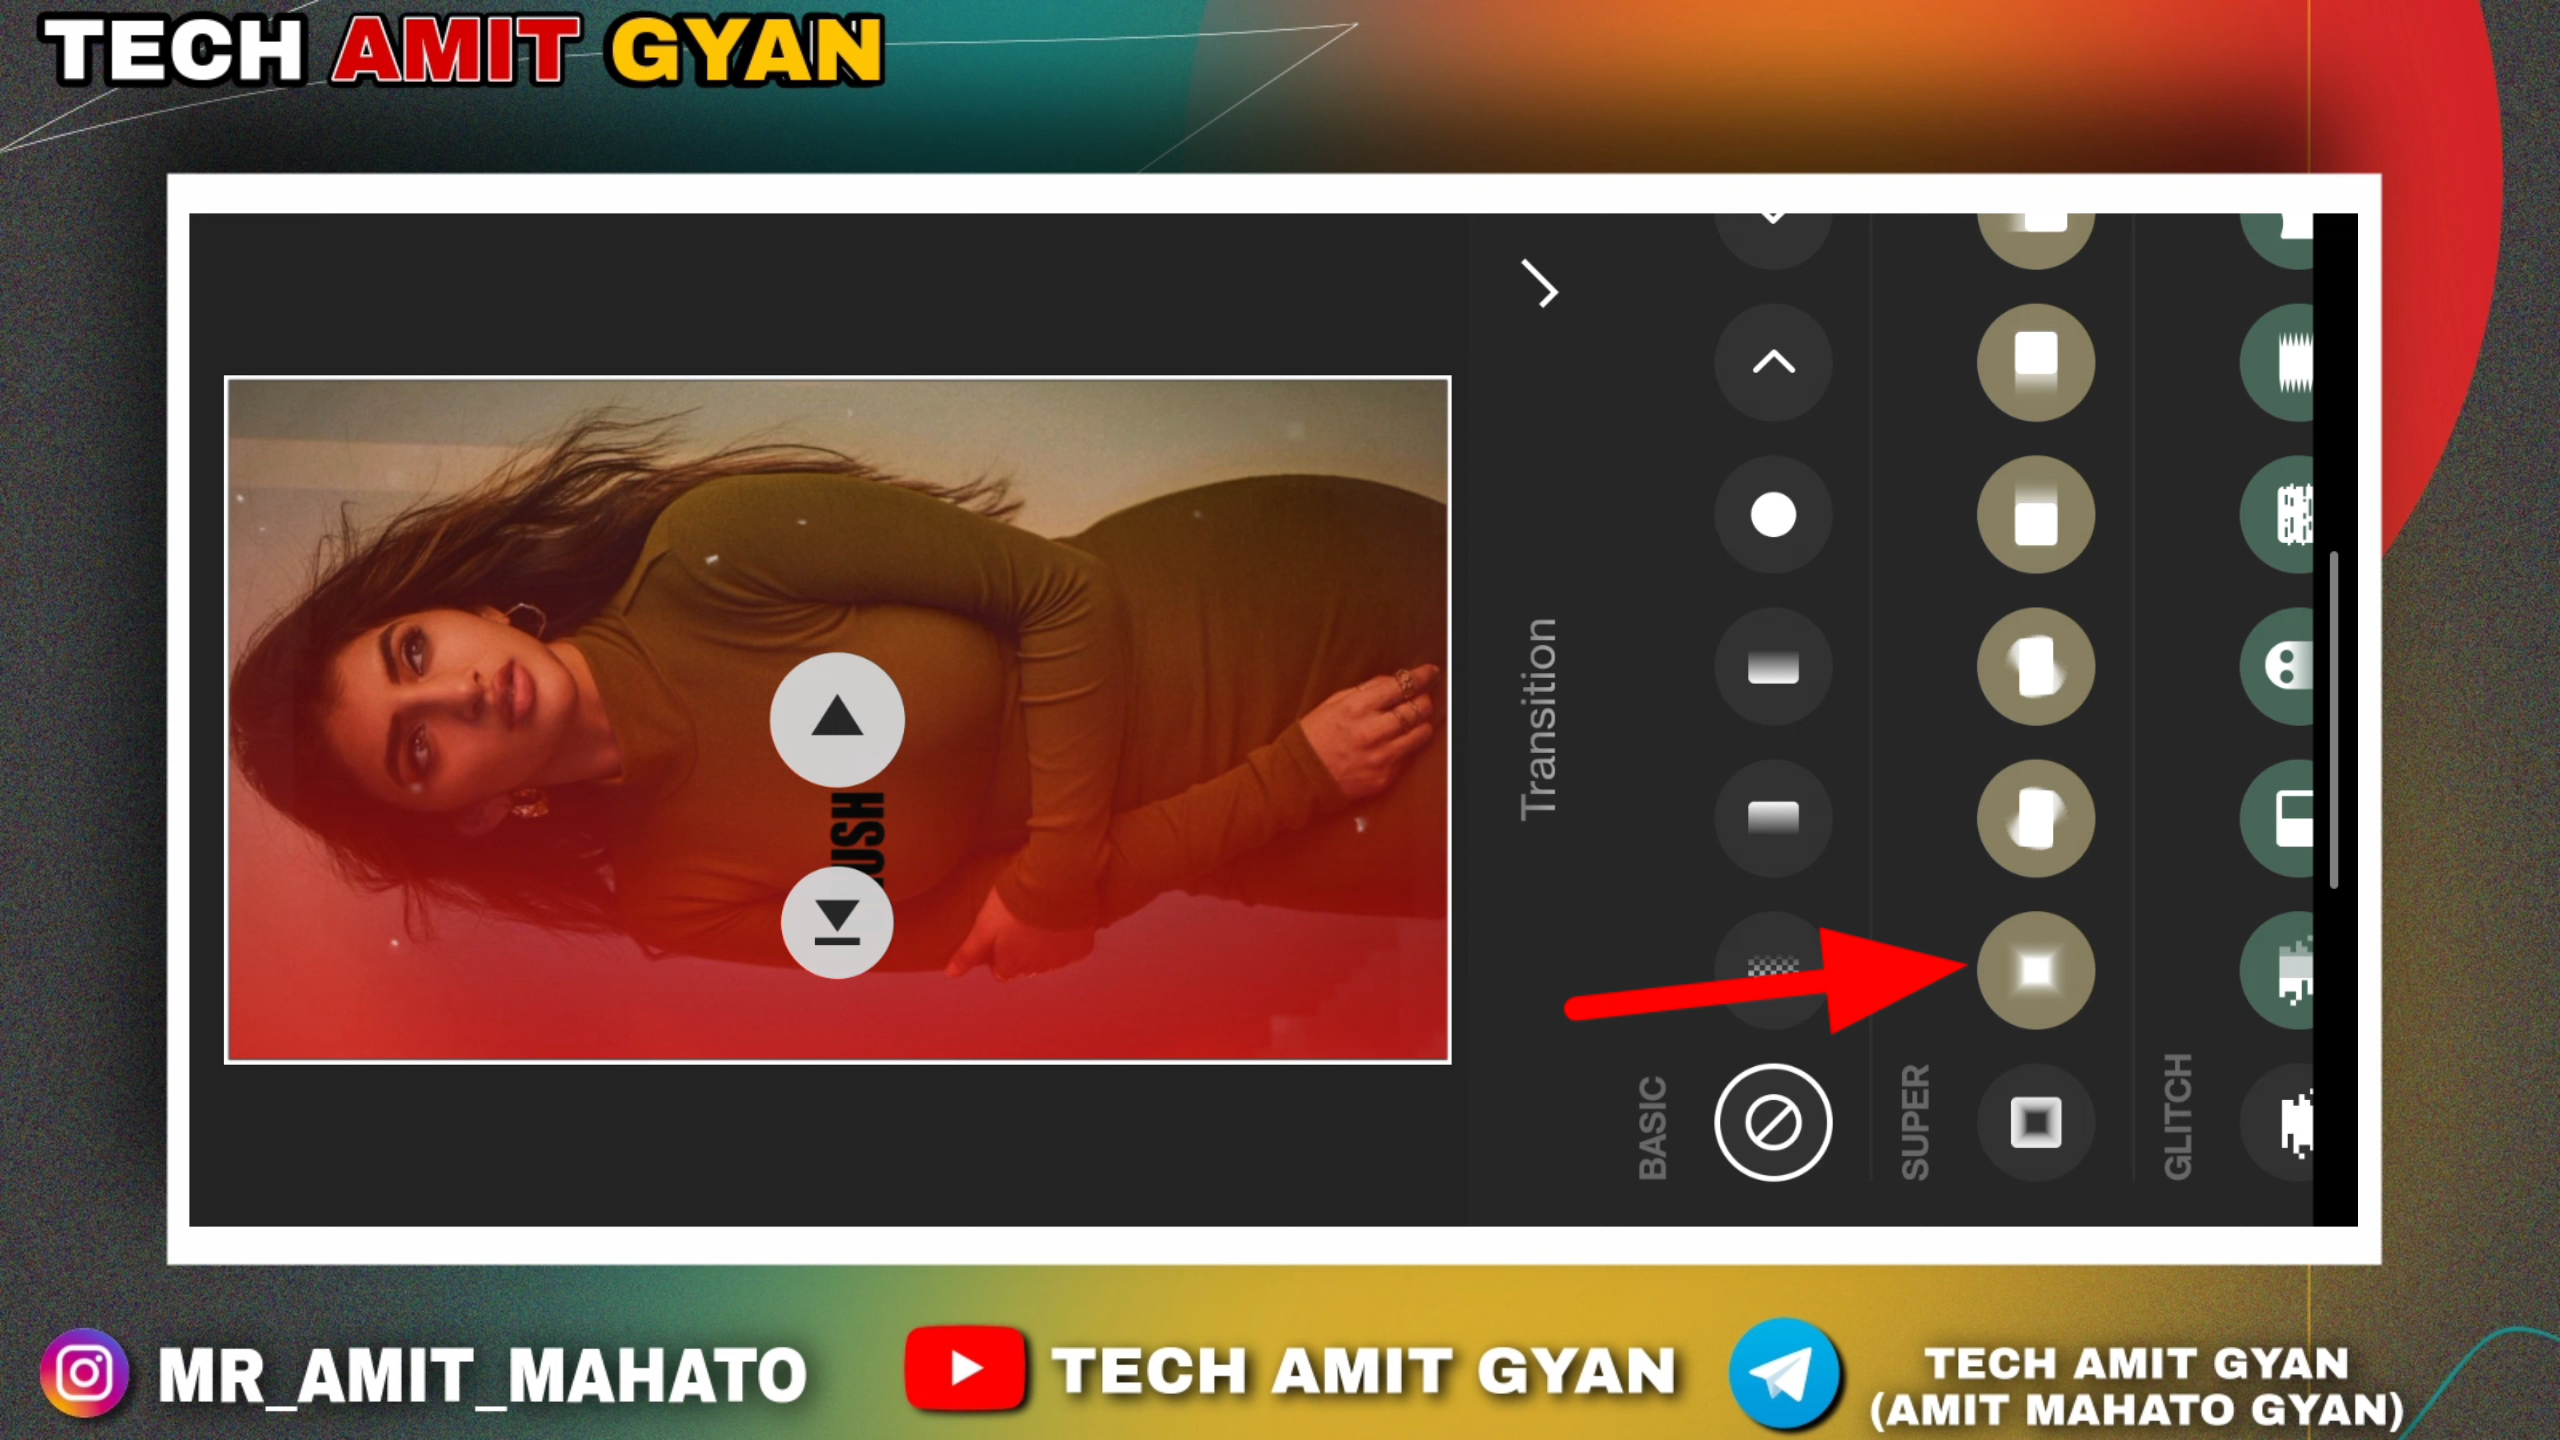 TECH AMIT GYAN
Transition
BASIC
SUPER
GLITCH
MR_AMIT_MAHATO
TECH AMIT GYAN
TECH AMIT GYAN
(AMIT MAHATO GYAN)